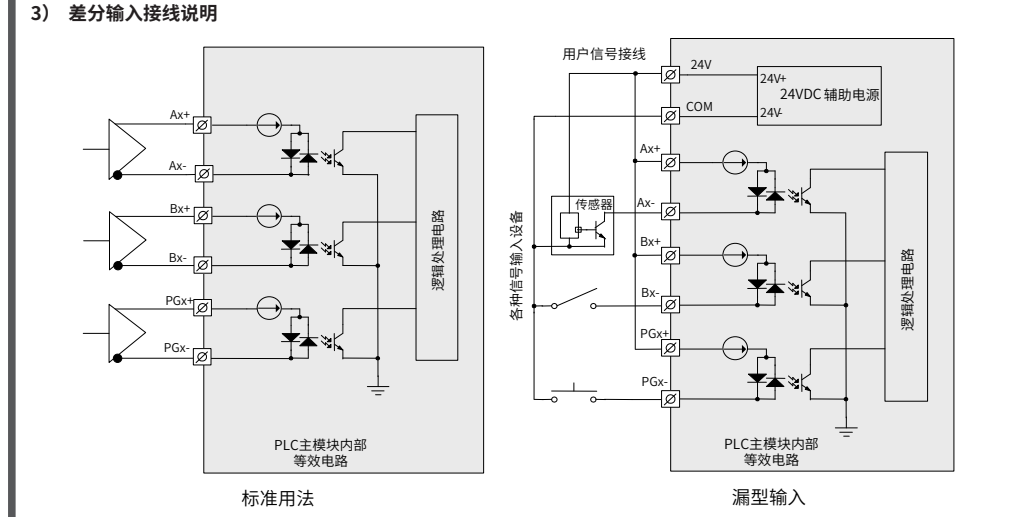 3） 差分输入接线说明
Ax+
Ax-
Bx+
Bx-
PGx+
PGx-
逻辑处理电路
PLC主模块内部
等效电路
标准用法
用户信号接线
24V
COM
24V+
24VDC 辅助电源
24V-
Ax+
传感器
Ax-
Bx+
Bx-
PGx+
PGx-
各种信号输入设备
逻辑处理电路
PLC主模块内部
等效电路
漏型输入